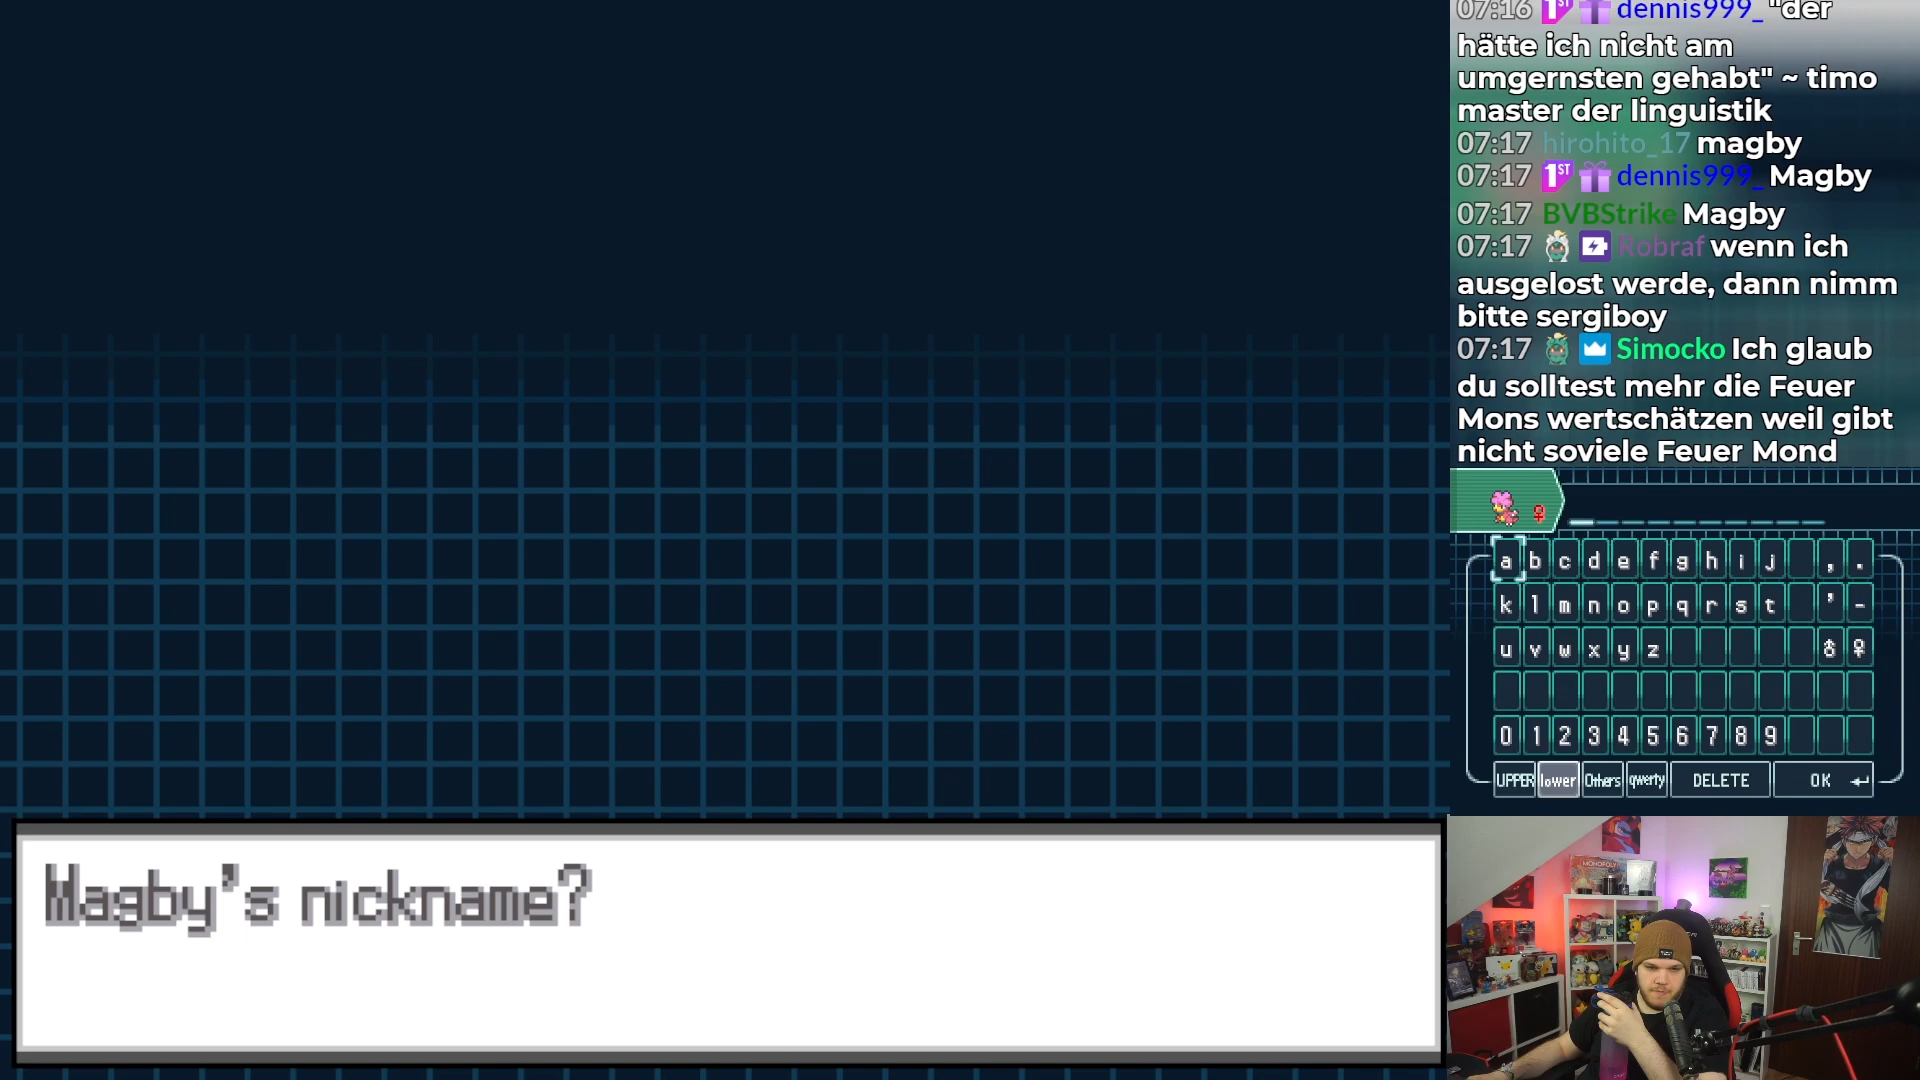 07:16 1ST dennis999_ "der
hätte ich nicht am
umgernsten gehabt" ~ timo
master der linguistik
07:17 hirohito_17 magby
07:17 1ST dennis999_ Magby
07:17 BVBStrike Magby
07:17 Robraf wenn ich
ausgelost werde, dann nimm
bitte sergiboy
07:17 Simocko Ich glaub
du solltest mehr die Feuer
Mons wertschätzen weil gibt
nicht soviele Feuer Mond
♀
a b c d e f g h i j , .
k l m n o p q r s t ' -
u v w x y z ♂ ♀
0 1 2 3 4 5 6 7 8 9
UPPER lower Others qwerty DELETE OK
Magby's nickname?
MONOPOLY